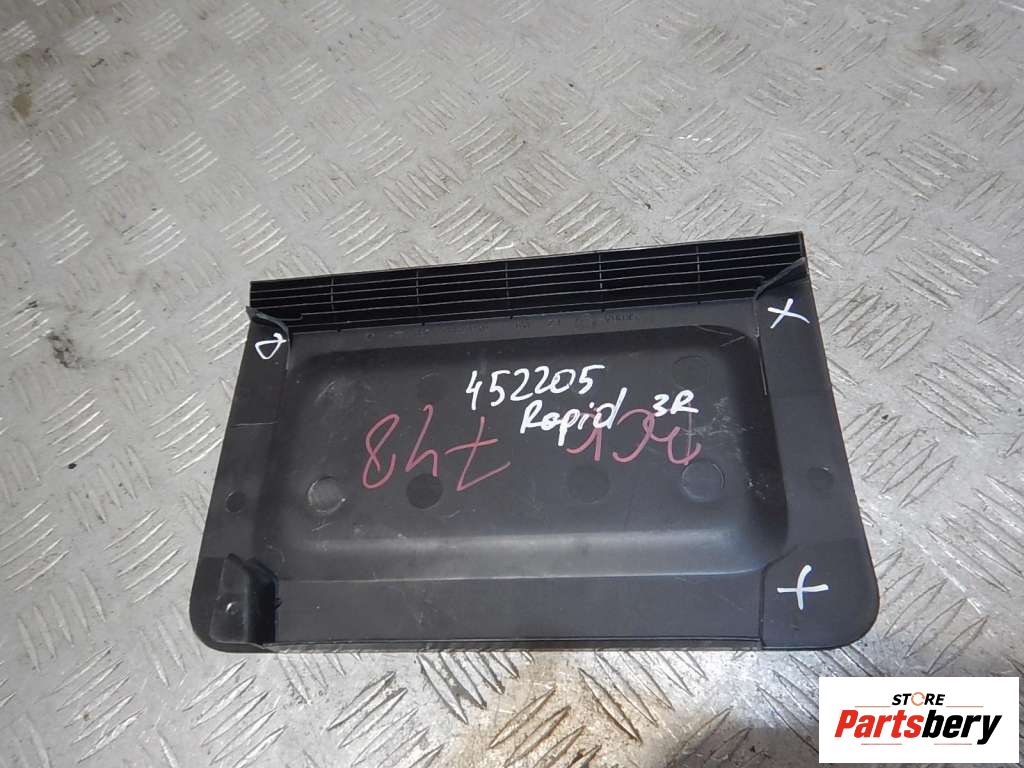 452205
Rapid 3R
748
STORE
Partsbery